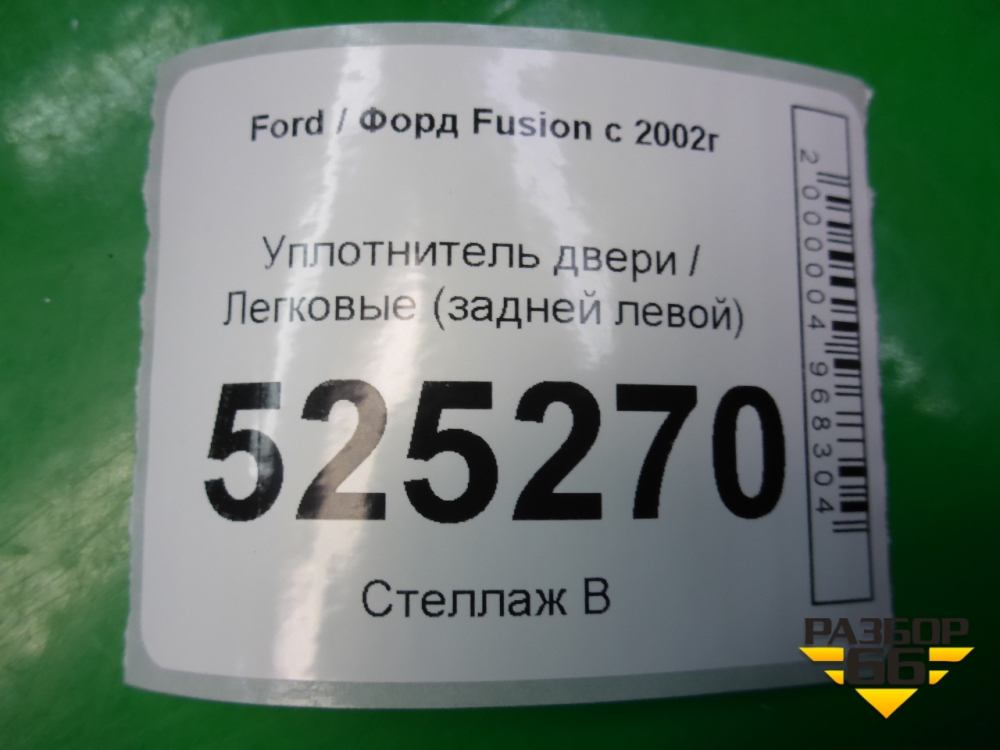 Ford / Форд Fusion с 2002г
Уплотнитель двери /
Легковые (задней левой)
525270
Стеллаж В
2000004968304
РАЗБОР
66